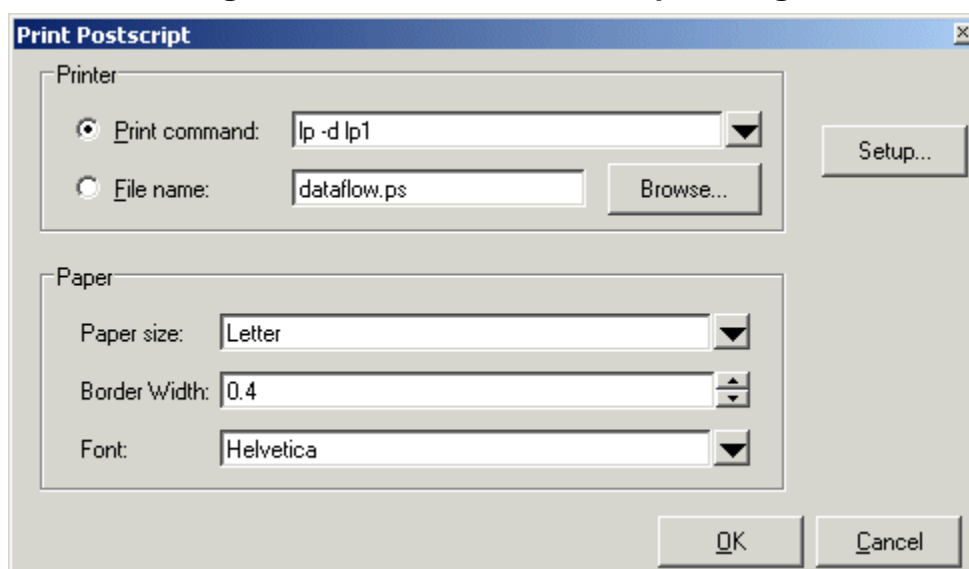 Print Postscript
Printer
Print command: lp -d lp1
Setup...
File name: dataflow.ps Browse...
Paper
Paper size: Letter
Border Width: 0.4
Font: Helvetica
OK Cancel